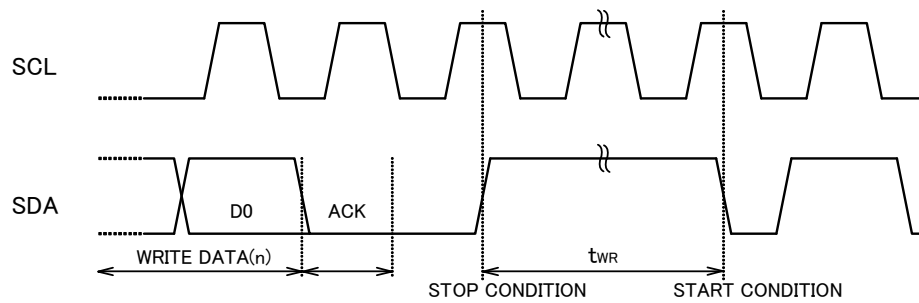 SCL
SDA
D0
ACK
WRITE DATA(n)
tWR
STOP CONDITION
START CONDITION